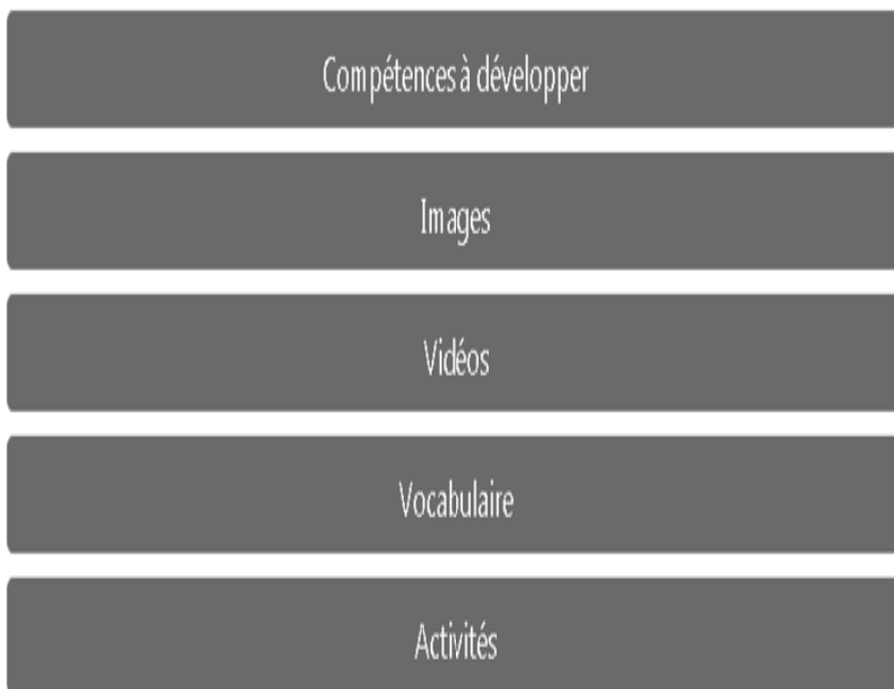 Compétences à développer
Images
Vidéos
Vocabulaire
Activités